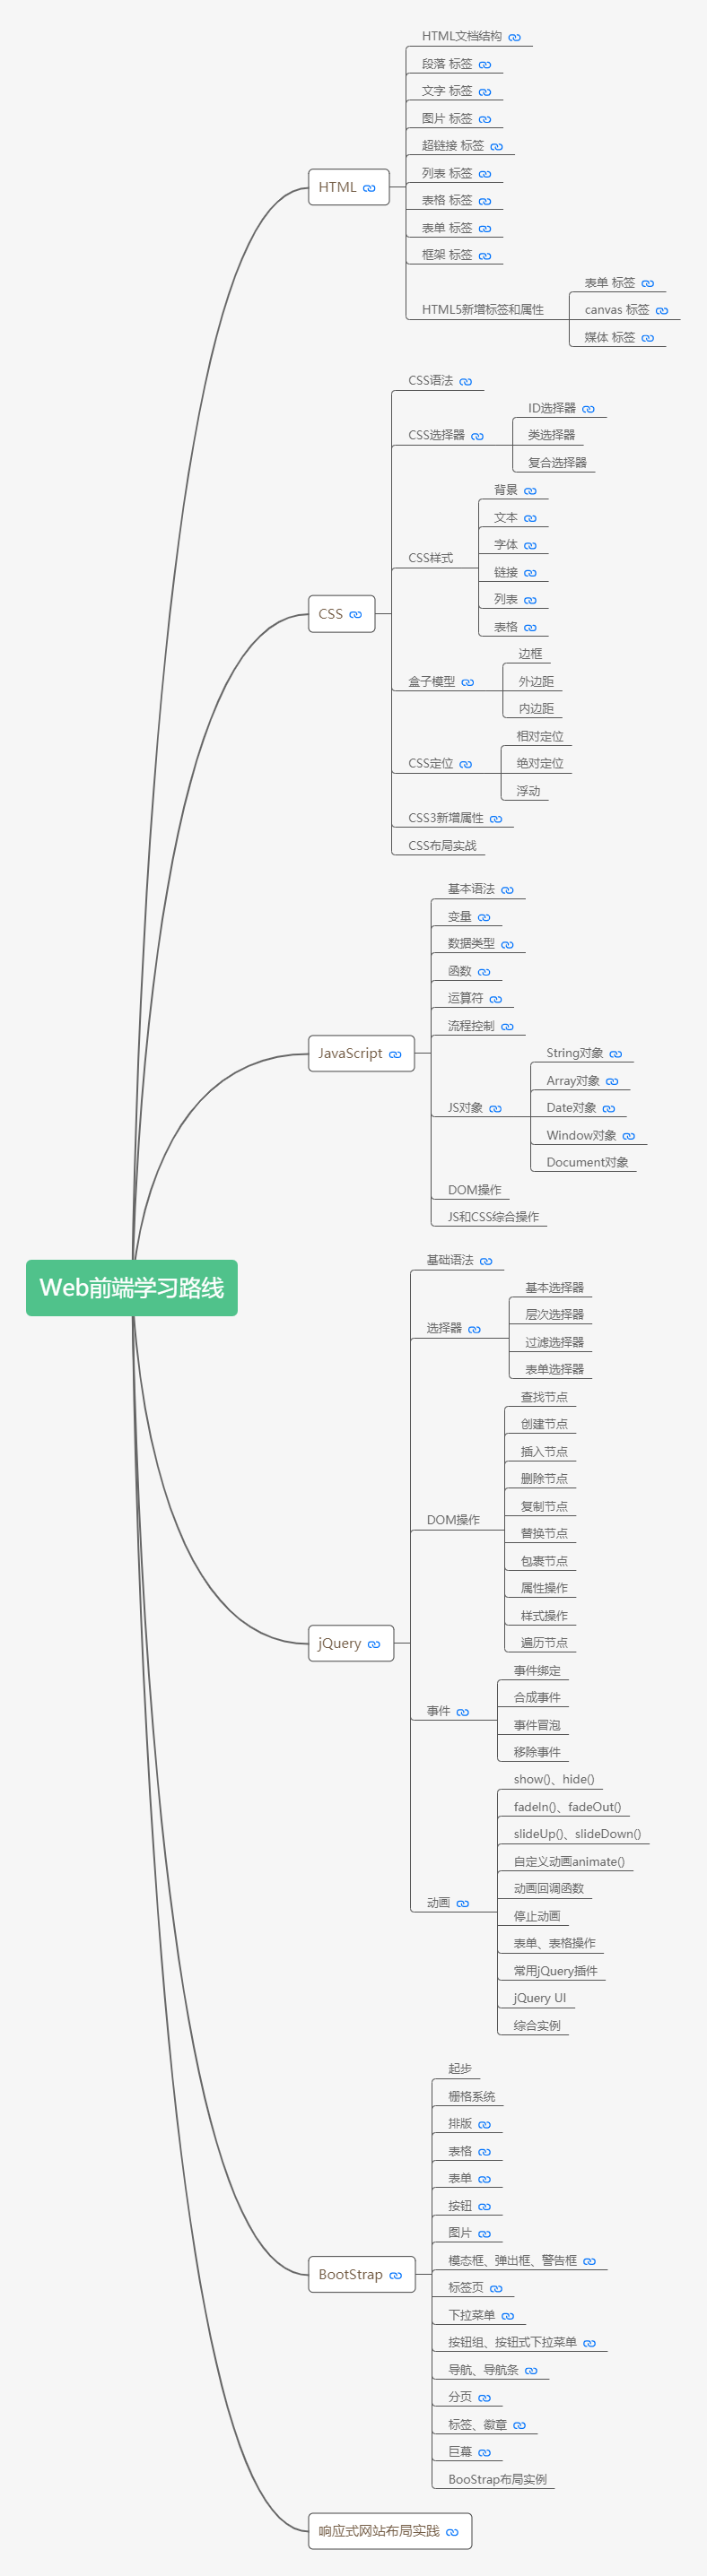 Web前端学习路线
HTML
HTML文档结构
段落 标签
文字 标签
图片 标签
超链接 标签
列表 标签
表格 标签
表单 标签
框架 标签
HTML5新增标签和属性
表单 标签
canvas 标签
媒体 标签
CSS
CSS语法
CSS选择器
ID选择器
类选择器
复合选择器
CSS样式
背景
文本
字体
链接
列表
表格
盒子模型
边框
外边距
内边距
CSS定位
相对定位
绝对定位
浮动
CSS3新增属性
CSS布局实战
JavaScript
基本语法
变量
数据类型
函数
运算符
流程控制
JS对象
String对象
Array对象
Date对象
Window对象
Document对象
DOM操作
JS和CSS综合操作
jQuery
基础语法
选择器
基本选择器
层次选择器
过滤选择器
表单选择器
DOM操作
查找节点
创建节点
插入节点
删除节点
复制节点
替换节点
包裹节点
属性操作
样式操作
遍历节点
事件
事件绑定
合成事件
事件冒泡
移除事件
动画
show()、hide()
fadeIn()、fadeOut()
slideUp()、slideDown()
自定义动画animate()
动画回调函数
停止动画
表单、表格操作
常用jQuery插件
jQuery UI
综合实例
BootStrap
起步
栅格系统
排版
表格
表单
按钮
图片
模态框、弹出框、警告框
标签页
下拉菜单
按钮组、按钮式下拉菜单
导航、导航条
分页
标签、徽章
巨幕
BooStrap布局实例
响应式网站布局实践